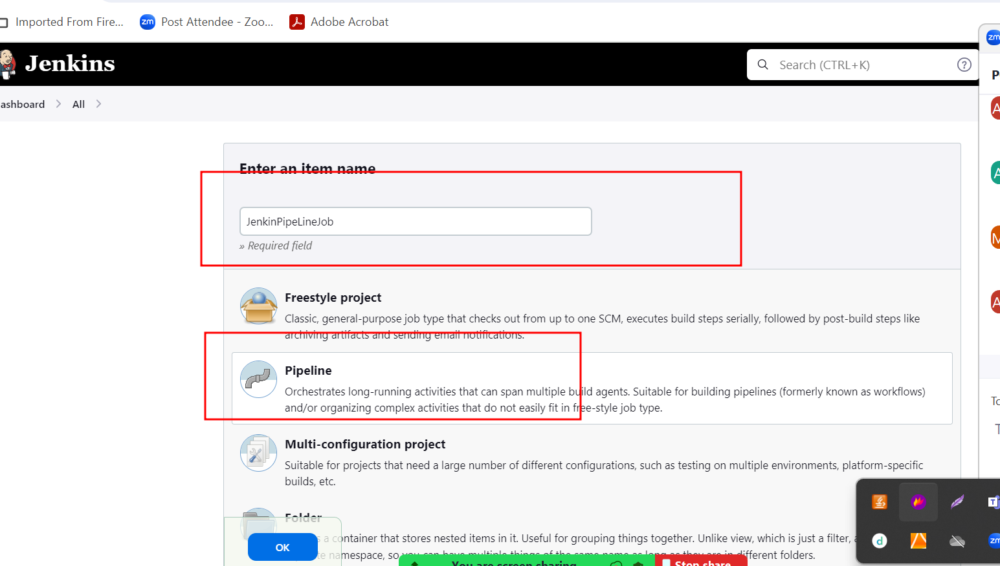 Imported From Fire...
zm
Post Attendee - Zoo...
Adobe Acrobat
zm
Jenkins
Search (CTRL+K)
?
P
ashboard
All
A
Enter an item name
A
JenkinPipeLineJob
» Required field
M
Freestyle project
A
Classic, general-purpose job type that checks out from up to one SCM, executes build steps serially, followed by post-build steps like
archiving artifacts and sending email notifications.
Pipeline
Orchestrates long-running activities that can span multiple build agents. Suitable for building pipelines (formerly known as workflows)
and/or organizing complex activities that do not easily fit in free-style job type.
To
T
Multi-configuration project
Suitable for projects that need a large number of different configurations, such as testing on multiple environments, platform-specific
builds, etc.
T
Folder
s a container that stores nested items in it. Useful for grouping things together. Unlike view, which is just a filter, a
OK
te namespace, so you can have multiple things of the same name as long as they are in different folders.
d
zm
You are screen sharing
Stop share